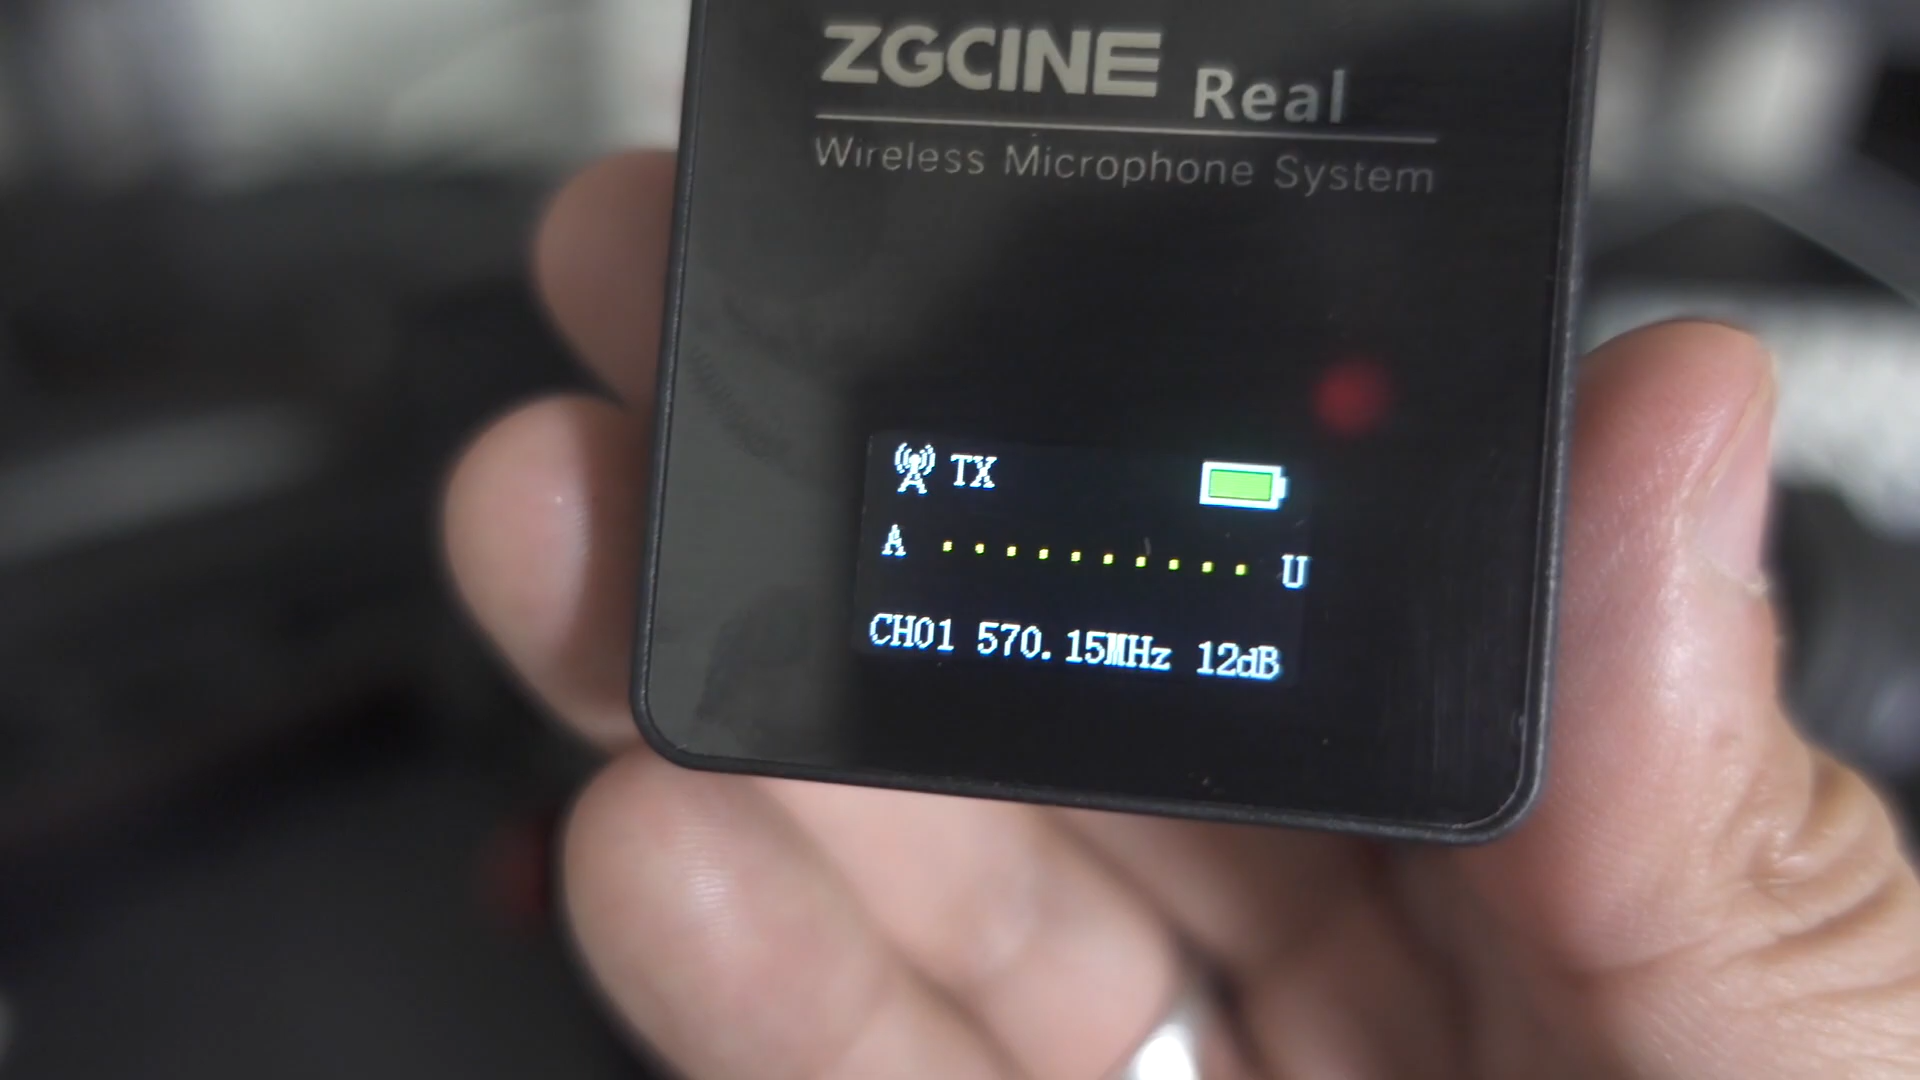 ZGCINE Real
Wireless Microphone System
TX
A U
CH01 570.15MHz 12dB